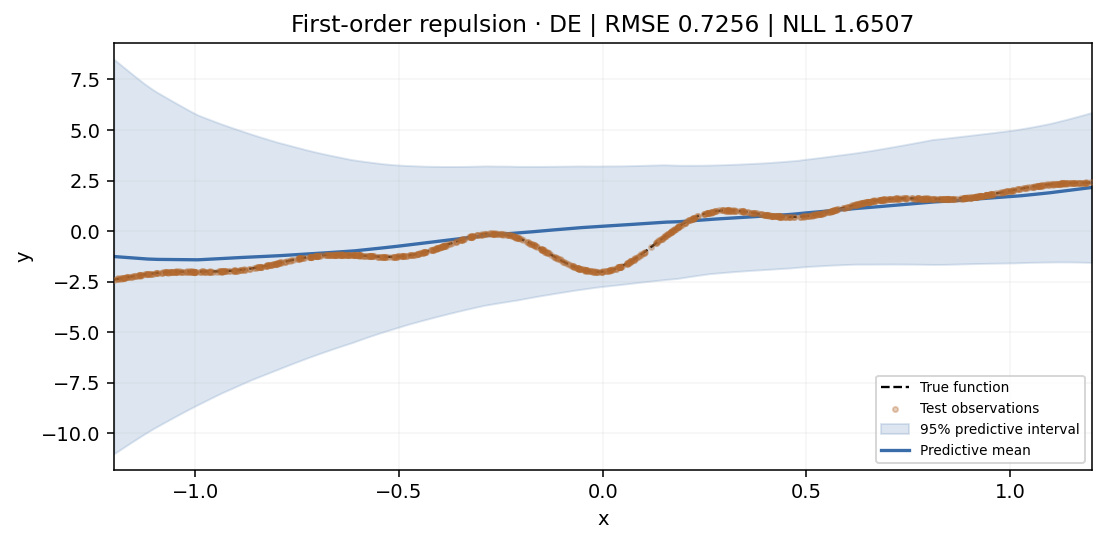 First-order repulsion · DE | RMSE 0.7256 | NLL 1.6507
y
7.5
5.0
2.5
0.0
−2.5
−5.0
−7.5
−10.0
True function
Test observations
95% predictive interval
Predictive mean
−1.0 −0.5 0.0 0.5 1.0
x